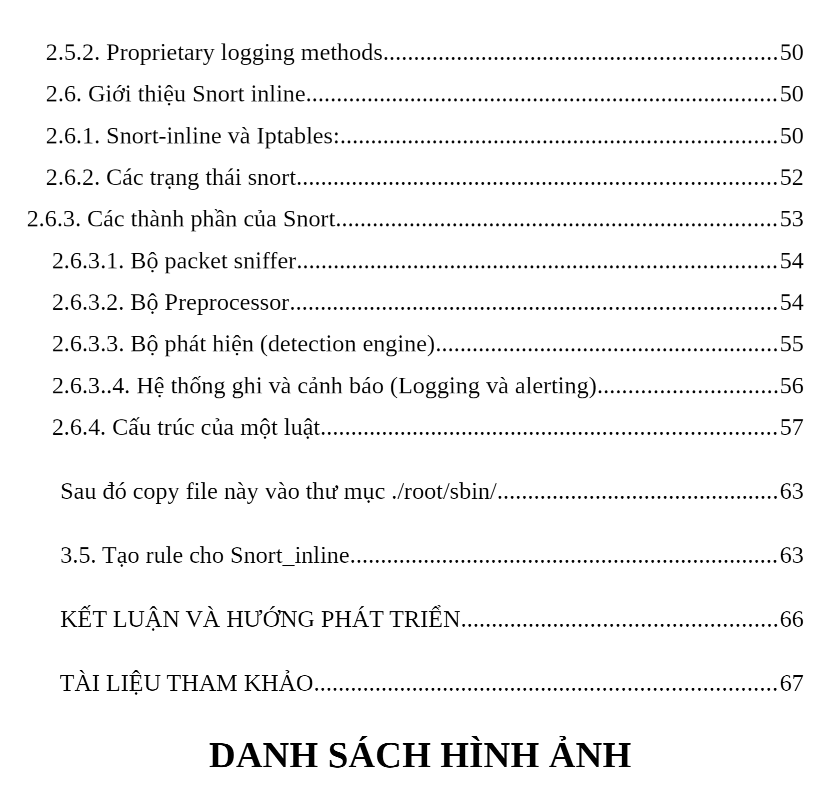 2.5.2. Proprietary logging methods................................................................50
2.6. Giới thiệu Snort inline.............................................................................50
2.6.1. Snort-inline và Iptables:.......................................................................50
2.6.2. Các trạng thái snort..............................................................................52
2.6.3. Các thành phần của Snort........................................................................53
2.6.3.1. Bộ packet sniffer...............................................................................54
2.6.3.2. Bộ Preprocessor................................................................................54
2.6.3.3. Bộ phát hiện (detection engine)........................................................55
2.6.3..4. Hệ thống ghi và cảnh báo (Logging và alerting)..............................56
2.6.4. Cấu trúc của một luật...........................................................................57
Sau đó copy file này vào thư mục ./root/sbin/..............................................63
3.5. Tạo rule cho Snort_inline......................................................................63
KẾT LUẬN VÀ HƯỚNG PHÁT TRIỂN....................................................66
TÀI LIỆU THAM KHẢO............................................................................67
DANH SÁCH HÌNH ẢNH